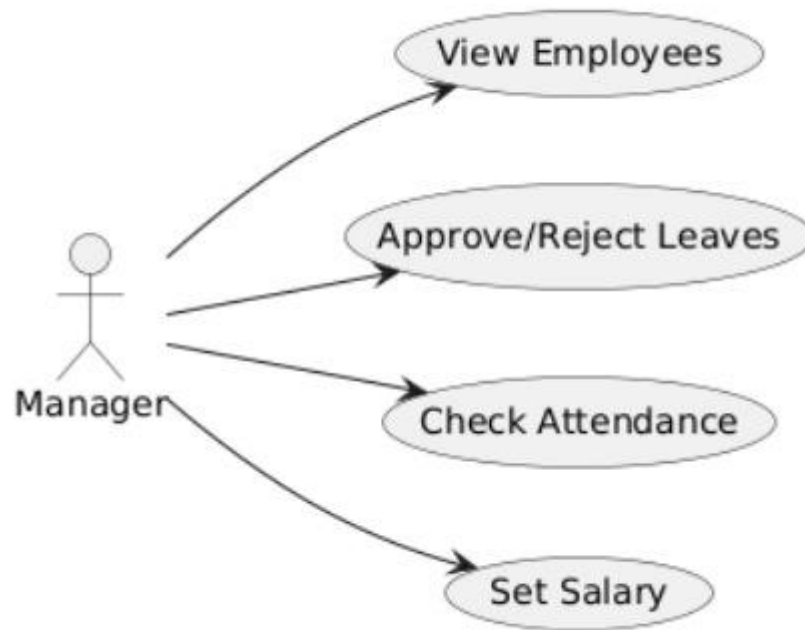 View Employees
Approve/Reject Leaves
Manager
Check Attendance
Set Salary